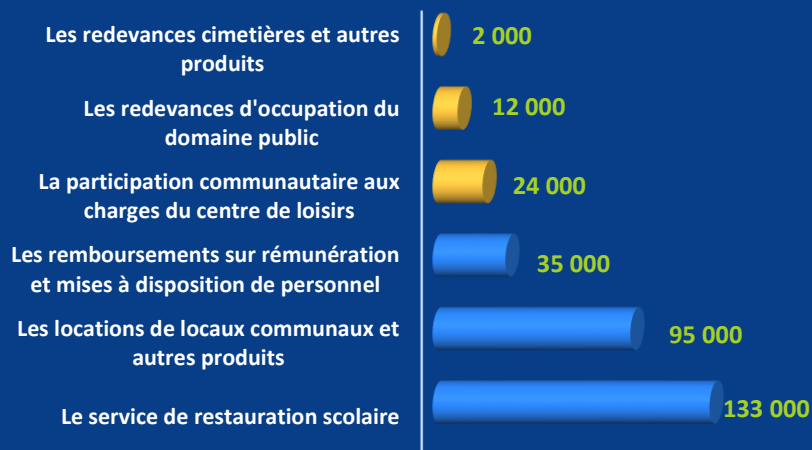 Les redevances cimetières et autres
produits
2 000
Les redevances d'occupation du
domaine public
12 000
La participation communautaire aux
charges du centre de loisirs
24 000
Les remboursements sur rémunération
et mises à disposition de personnel
35 000
Les locations de locaux communaux et
autres produits
95 000
Le service de restauration scolaire
133 000